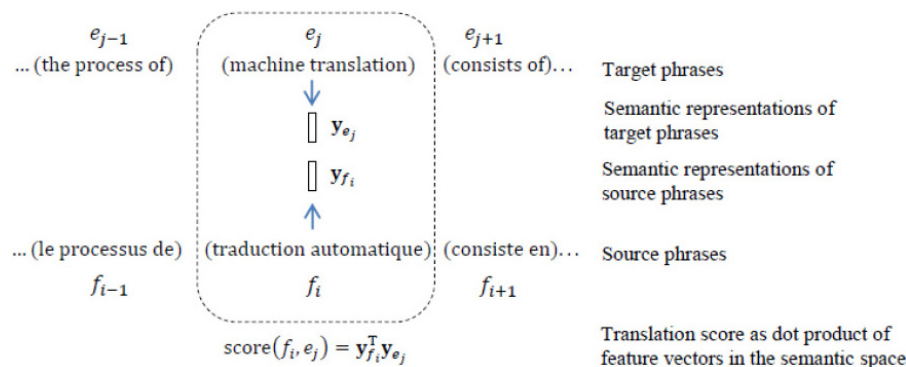 e_{j−1} e_j e_{j+1}
... (the process of) (machine translation) (consists of)... Target phrases
Semantic representations of
target phrases
y_{e_j}
Semantic representations of
source phrases
y_{f_i}
... (le processus de) (traduction automatique) (consiste en)... Source phrases
f_{i−1} f_i f_{i+1}
score(f_i, e_j) = y_{f_i}^T y_{e_j}
Translation score as dot product of
feature vectors in the semantic space